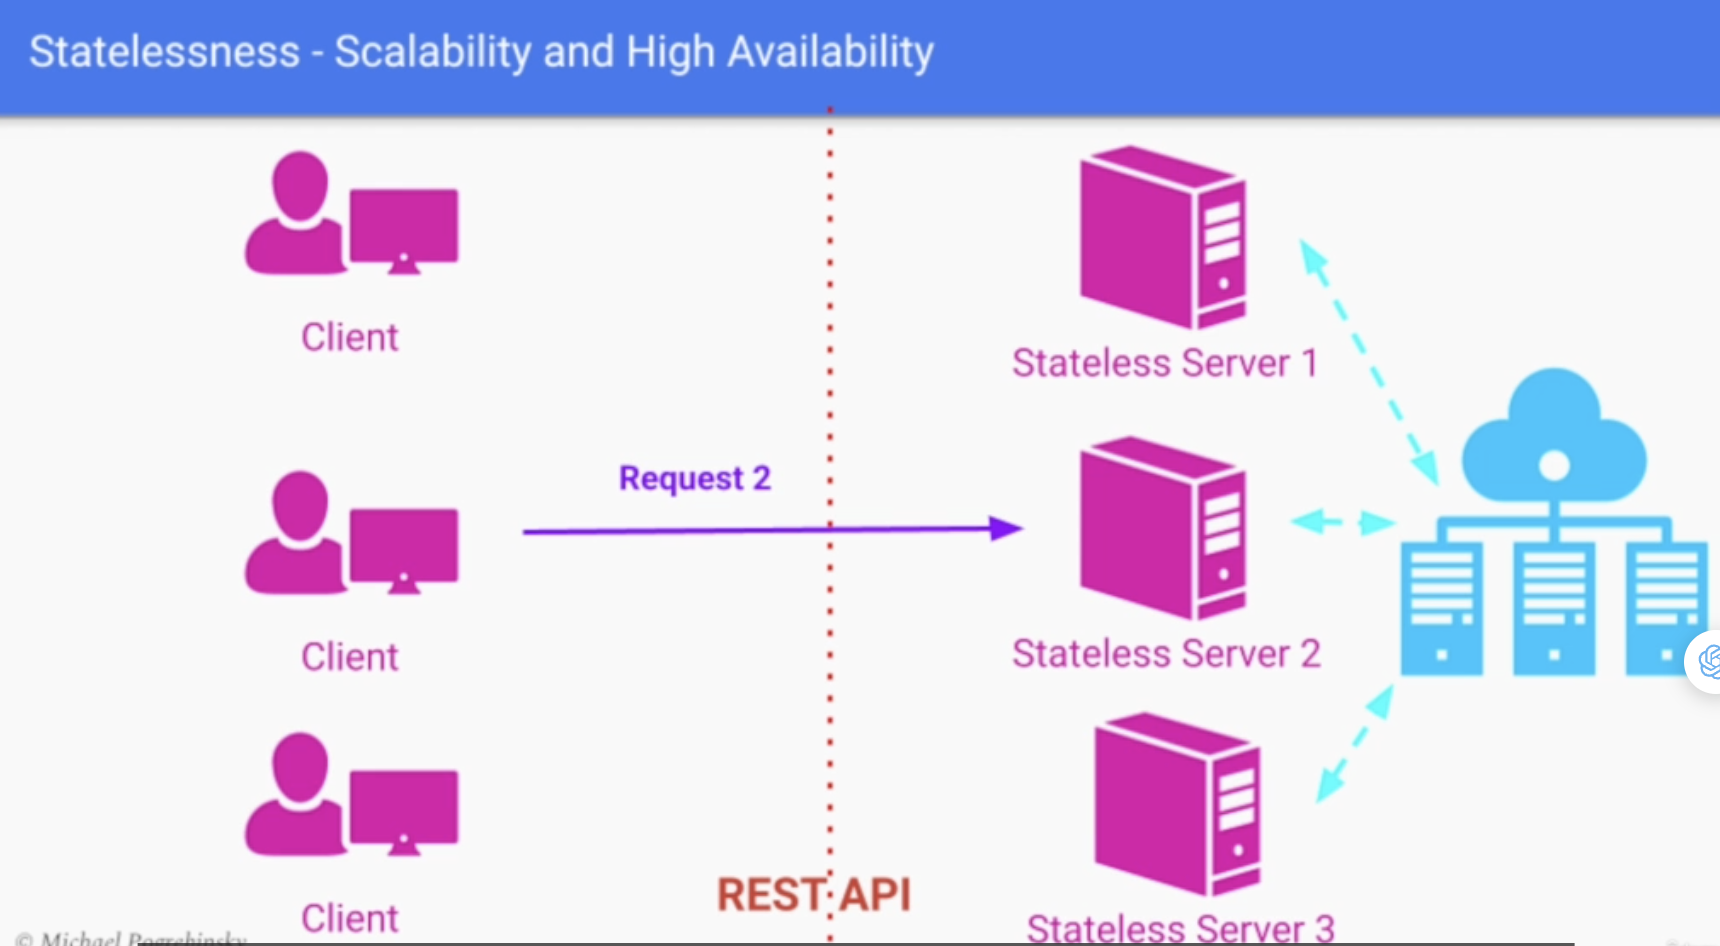 Statelessness - Scalability and High Availability
Client
Stateless Server 1
Request 2
Client
Stateless Server 2
REST API
Client
Stateless Server 3
© Michael Pogrebinsky